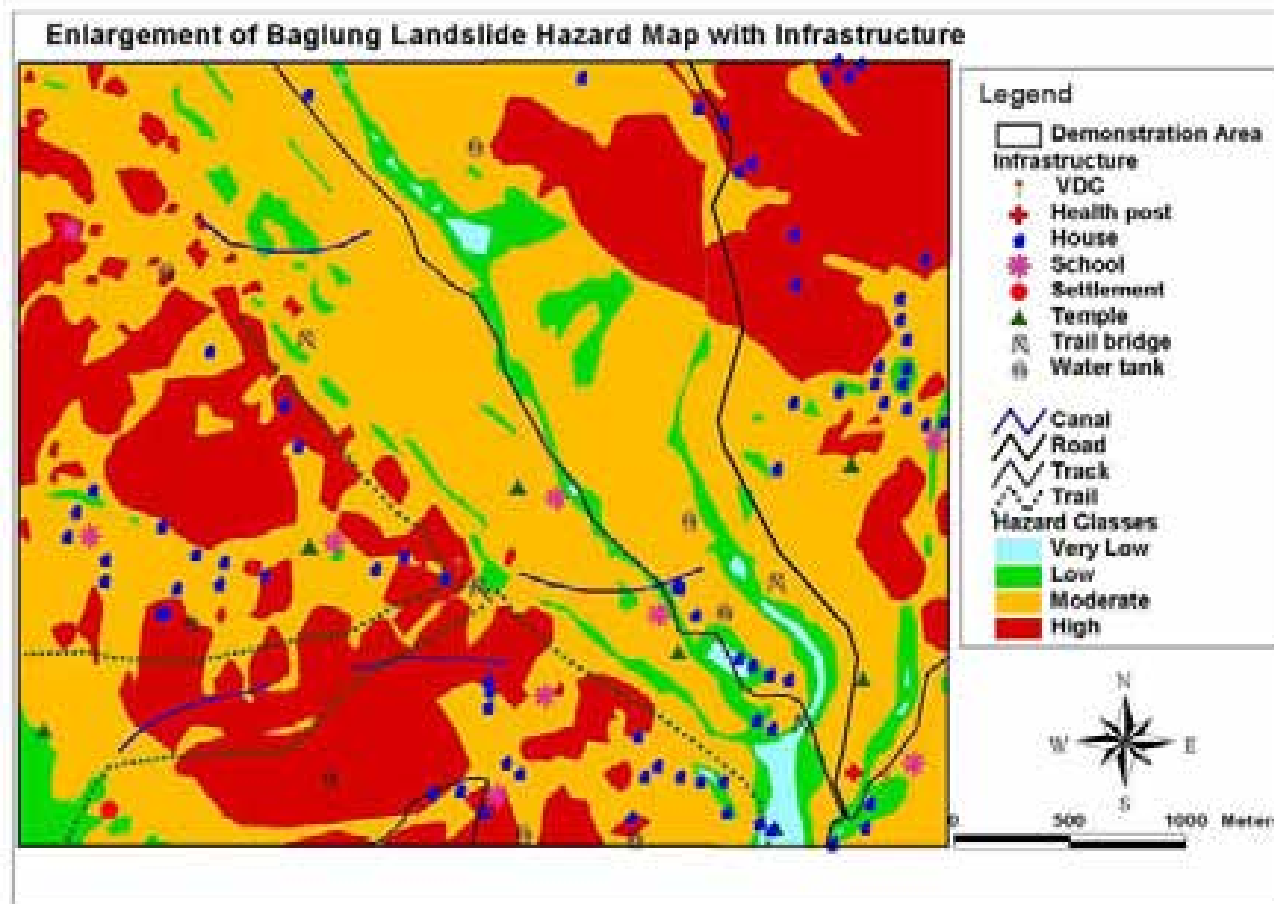 Enlargement of Baglung Landslide Hazard Map with Infrastructure
Legend
Demonstration Area
Infrastructure
VDC
Health post
House
School
Settlement
Temple
Trail bridge
Water tank
Canal
Road
Track
Trail
Hazard Classes
Very Low
Low
Moderate
High
N
W E
S
0 500 1000 Meters